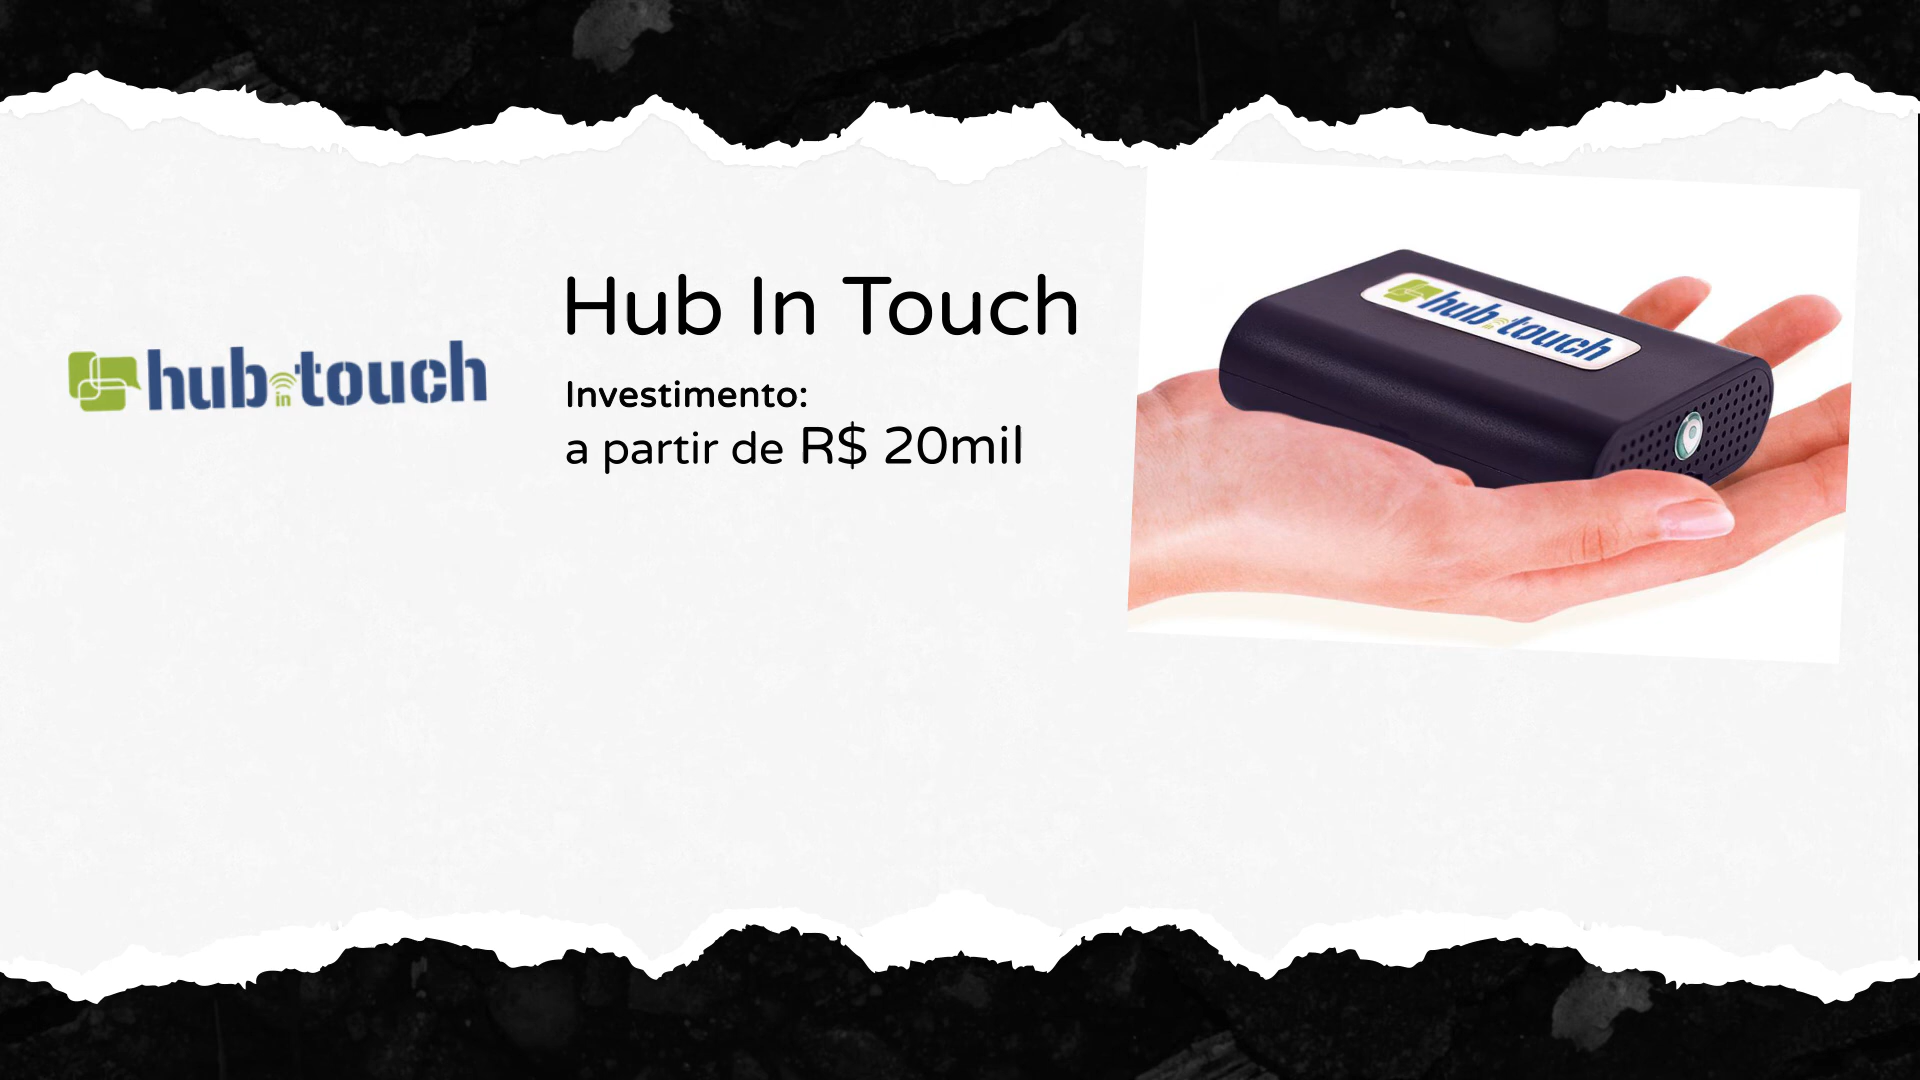 hub in touch
Hub In Touch
Investimento:
a partir de R$ 20mil
hub in touch